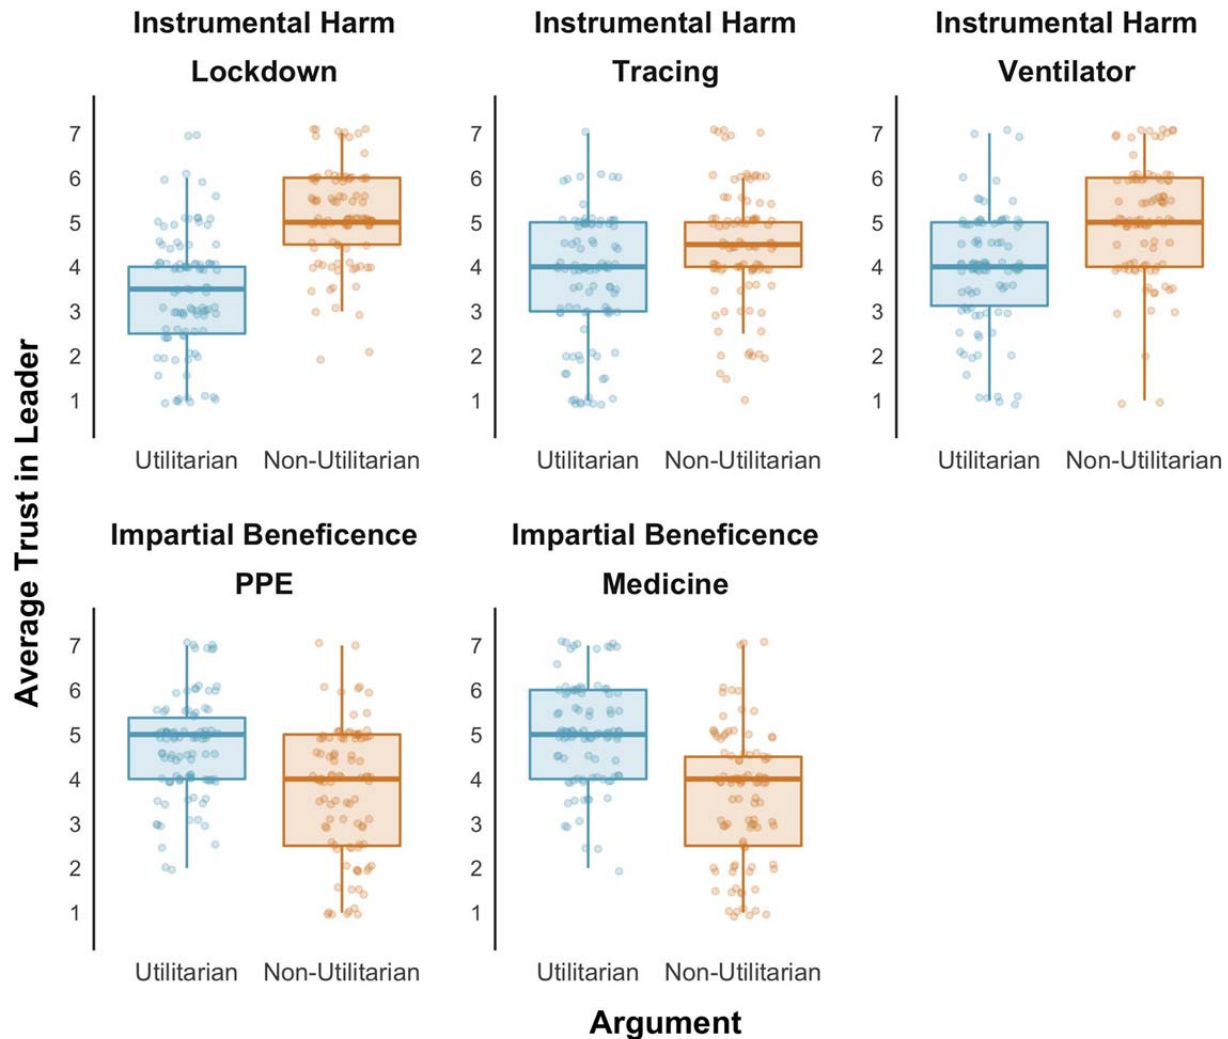 Instrumental Harm
Lockdown
Instrumental Harm
Tracing
Instrumental Harm
Ventilator
7
6
5
4
3
2
1
Utilitarian Non-Utilitarian
7
6
5
4
3
2
1
Utilitarian Non-Utilitarian
7
6
5
4
3
2
1
Utilitarian Non-Utilitarian
Average Trust in Leader
Impartial Beneficence
PPE
Impartial Beneficence
Medicine
7
6
5
4
3
2
1
Utilitarian Non-Utilitarian
7
6
5
4
3
2
1
Utilitarian Non-Utilitarian
Argument